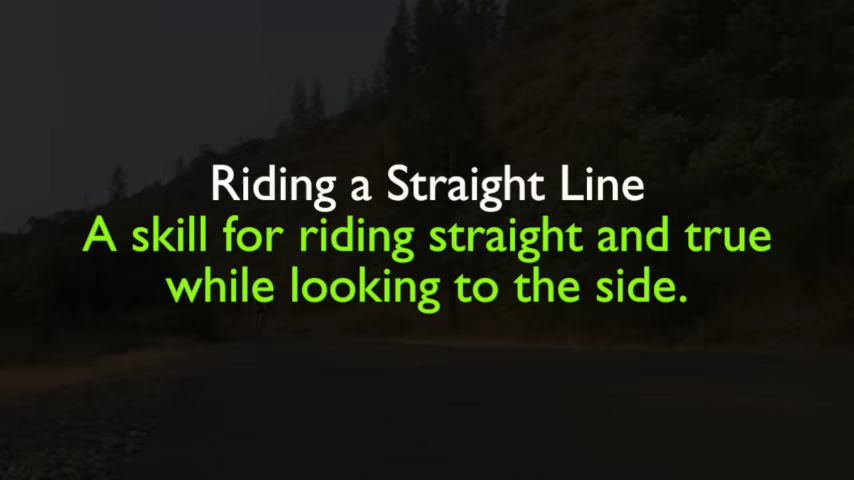 Riding a Straight Line
A skill for riding straight and true
while looking to the side.